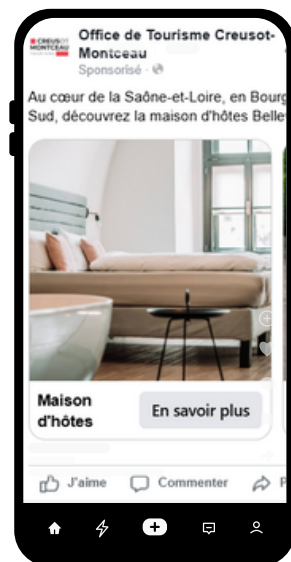 CREUSOT
MONTCEAU
Office de Tourisme Creusot-
Montceau
Sponsorisé ·
Au cœur de la Saône-et-Loire, en Bourg
Sud, découvrez la maison d'hôtes Belle
Maison
d'hôtes
En savoir plus
J'aime
Commenter
P